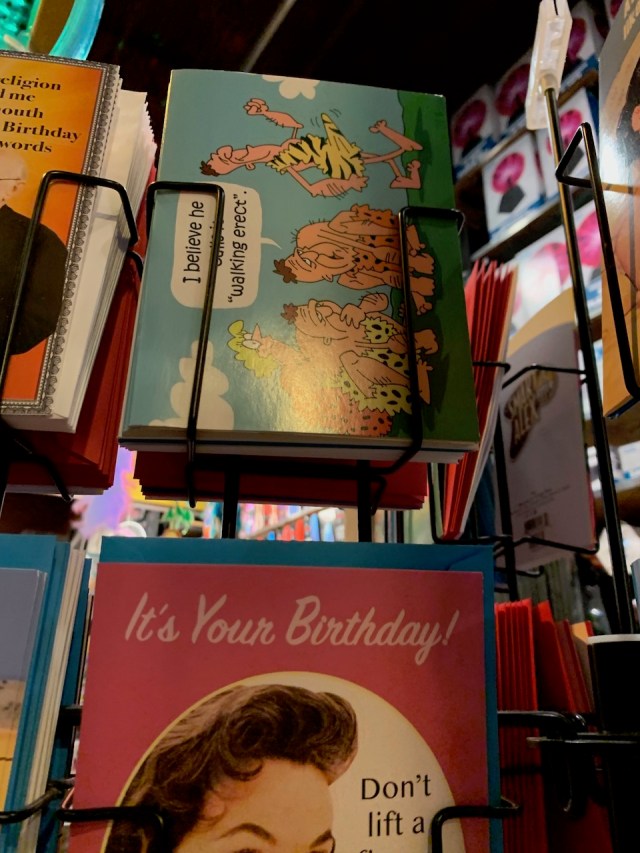 eligion
d me
outh
Birthday
words
I believe he
"walking erect".
It's Your Birthday!
Don't
lift a